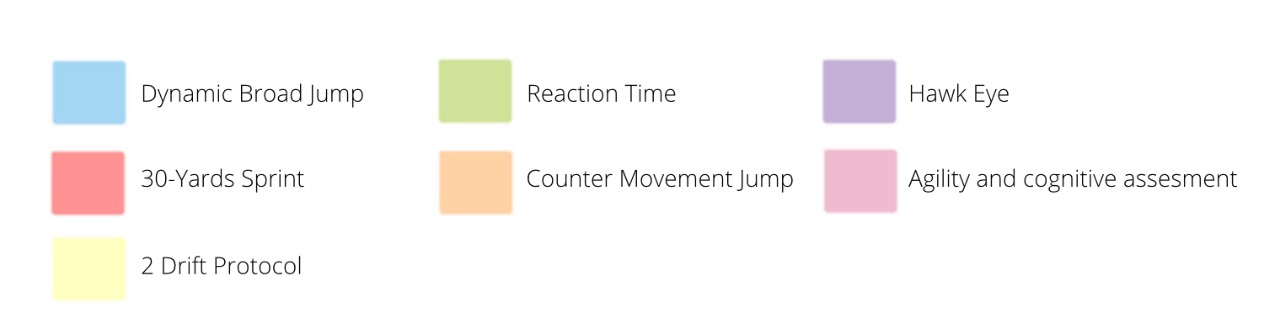 Dynamic Broad Jump
Reaction Time
Hawk Eye
30-Yards Sprint
Counter Movement Jump
Agility and cognitive assesment
2 Drift Protocol